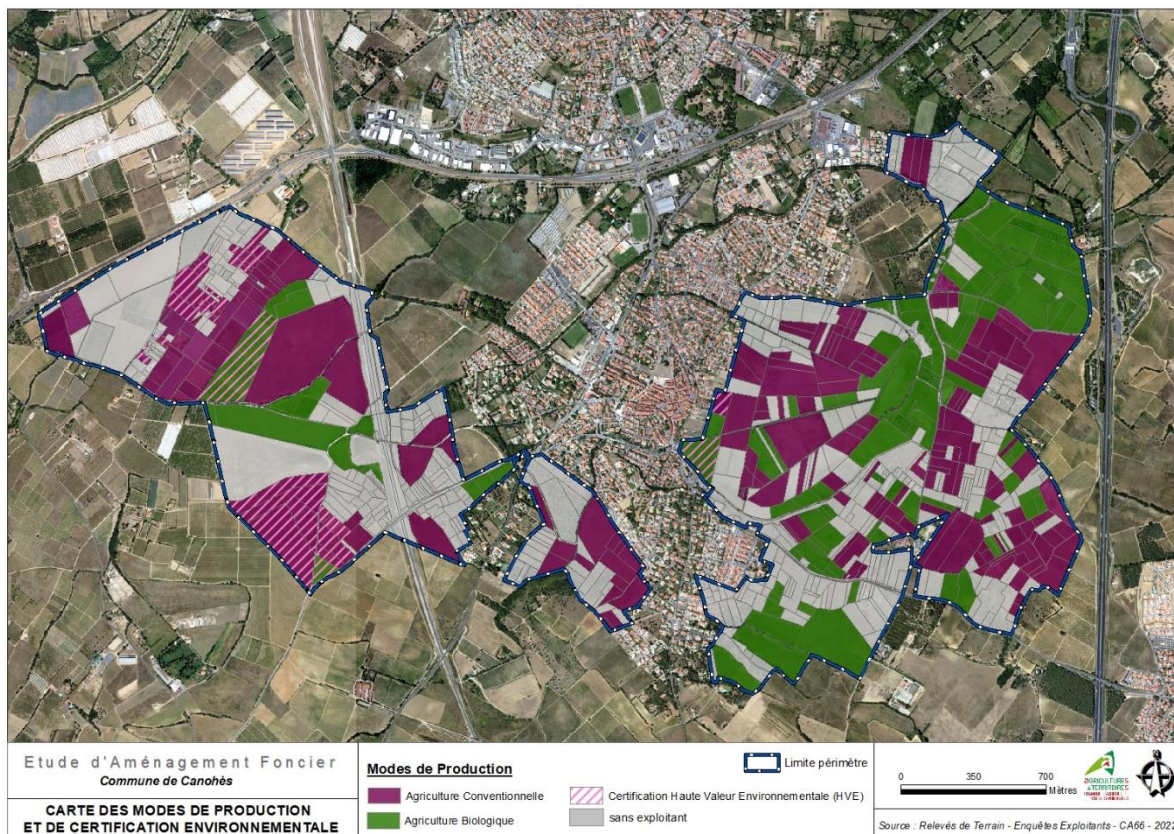 Etude d'Aménagement Foncier
Commune de Canohès
CARTE DES MODES DE PRODUCTION
ET DE CERTIFICATION ENVIRONNEMENTALE
Modes de Production
Agriculture Conventionnelle
Agriculture Biologique
Certification Haute Valeur Environnementale (HVE)
sans exploitant
Limite périmètre
0 350 700
Mètres
AGRICULTURES
& TERRITOIRES
Source : Relevés de Terrain - Enquêtes Exploitants - CA66 -